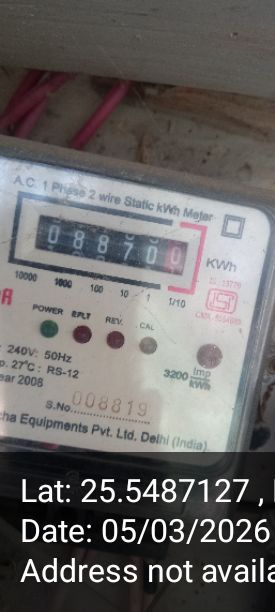 A.C. 1 Phase 2 wire Static kWh Meter
088700
KWh
10000 1000 100 10 1 1/10
POWER EFLT REV. CAL
240V: 50Hz
27°C: RS-12
3200 Imp/kWh
ear 2008
S.No. 008819
cha Equipments Pvt. Ltd. Delhi (India)
Lat: 25.5487127 ,
Date: 05/03/2026
Address not availa